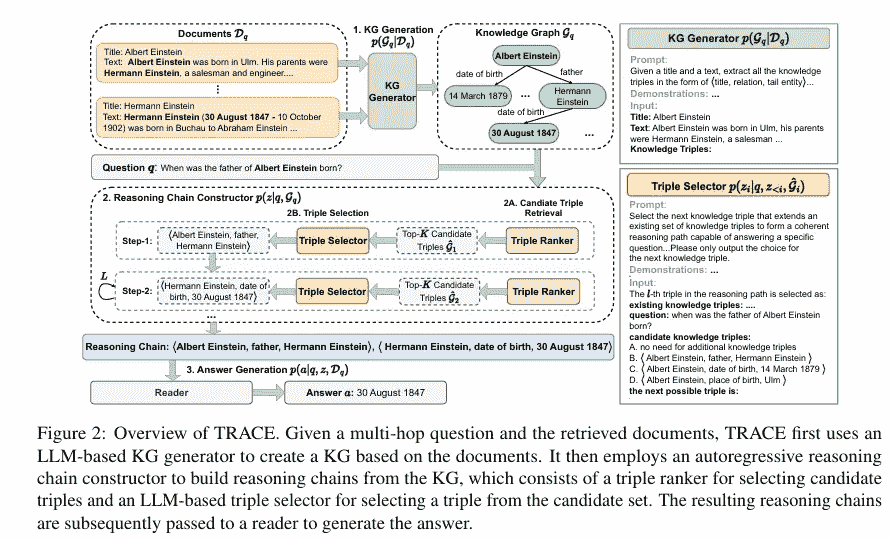 Documents 𝒟q
Title: Albert Einstein
Text: Albert Einstein was born in Ulm. His parents were
Hermann Einstein, a salesman and engineer....
⋮
Title: Hermann Einstein
Text: Hermann Einstein (30 August 1847 - 10 October
1902) was born in Buchau to Abraham Einstein ...
1. KG Generation
p(𝒢q|𝒟q)
KG
Generator
Knowledge Graph 𝒢q
Albert Einstein
date of birth
father
14 March 1879
...
Hermann
Einstein
date of birth
30 August 1847
...
Question q: When was the father of Albert Einstein born?
2. Reasoning Chain Constructor p(z|q, 𝒢q)
2B. Triple Selection
2A. Candiate Triple
Retrieval
Step-1:
⟨Albert Einstein, father,
Hermann Einstein⟩
Triple Selector
Top-K Candidate
Triples 𝒢̂1
Triple Ranker
L
Step-2:
⟨Hermann Einstein, date of
birth, 30 August 1847⟩
Triple Selector
Top-K Candidate
Triples 𝒢̂2
Triple Ranker
...
Reasoning Chain: ⟨Albert Einstein, father, Hermann Einstein⟩, ⟨ Hermann Einstein, date of birth, 30 August 1847⟩
3. Answer Generation p(a|q, z, 𝒟q)
Reader
Answer a: 30 August 1847
KG Generator p(𝒢q|𝒟q)
Prompt:
Given a title and a text, extract all the knowledge
triples in the form of ⟨title, relation, tail entity⟩...
Demonstrations: ...
Input:
Title: Albert Einstein
Text: Albert Einstein was born in Ulm, his parents
were Hermann Einstein, a salesman ...
Knowledge Triples:
Triple Selector p(zi|q, z<i, 𝒢̂i)
Prompt:
Select the next knowledge triple that extends an
existing set of knowledge triples to form a coherent
reasoning path capable of answering a specific
question...Please only output the choice for
the next knowledge triple.
Demonstrations: ...
Input:
The l-th triple in the reasoning path is selected as:
existing knowledge triples: ....
question: when was the father of Albert Einstein
born?
candidate knowledge triples:
A. no need for additional knowledge triples
B. ⟨ Albert Einstein, father, Hermann Einstein ⟩
C. ⟨ Albert Einstein, date of birth, 14 March 1879 ⟩
D. ⟨ Albert Einstein, place of birth, Ulm ⟩
the next possible triple is:
Figure 2: Overview of TRACE. Given a multi-hop question and the retrieved documents, TRACE first uses an
LLM-based KG generator to create a KG based on the documents. It then employs an autoregressive reasoning
chain constructor to build reasoning chains from the KG, which consists of a triple ranker for selecting candidate
triples and an LLM-based triple selector for selecting a triple from the candidate set. The resulting reasoning chains
are subsequently passed to a reader to generate the answer.